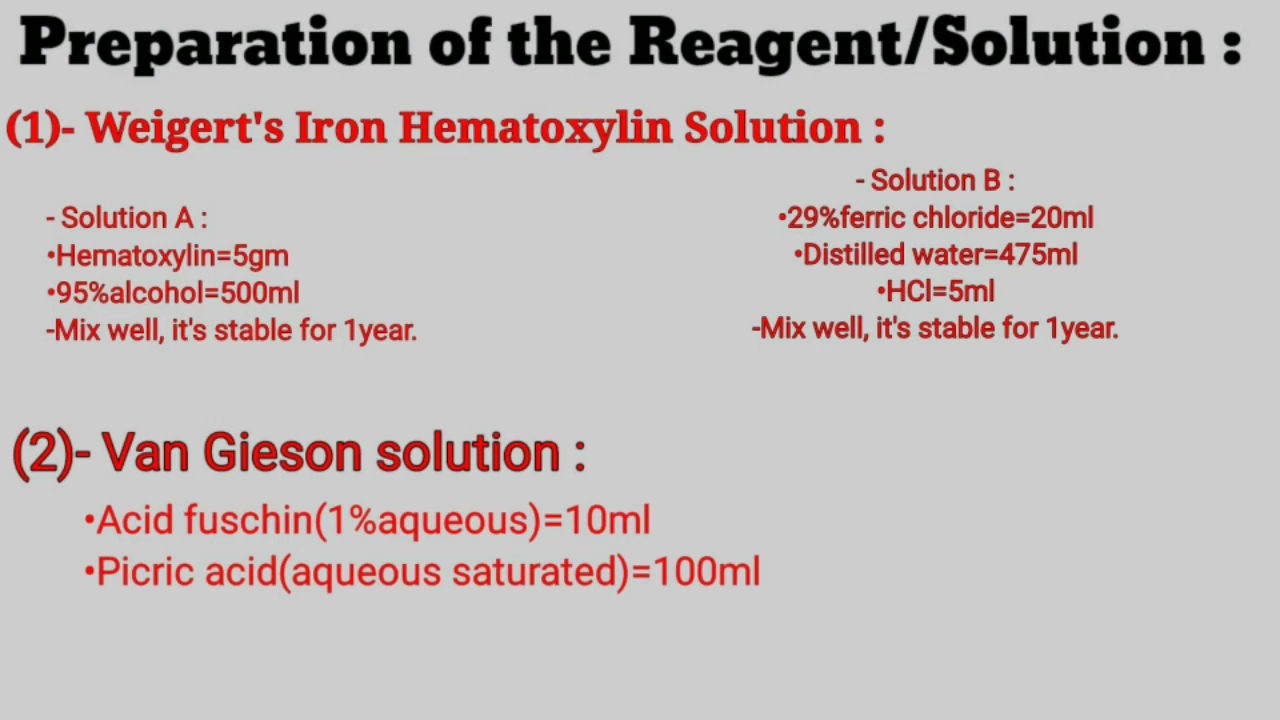 Preparation of the Reagent/Solution :
(1)- Weigert's Iron Hematoxylin Solution :
- Solution A :
•Hematoxylin=5gm
•95%alcohol=500ml
-Mix well, it's stable for 1year.
- Solution B :
•29%ferric chloride=20ml
•Distilled water=475ml
•HCl=5ml
-Mix well, it's stable for 1year.
(2)- Van Gieson solution :
•Acid fuschin(1%aqueous)=10ml
•Picric acid(aqueous saturated)=100ml